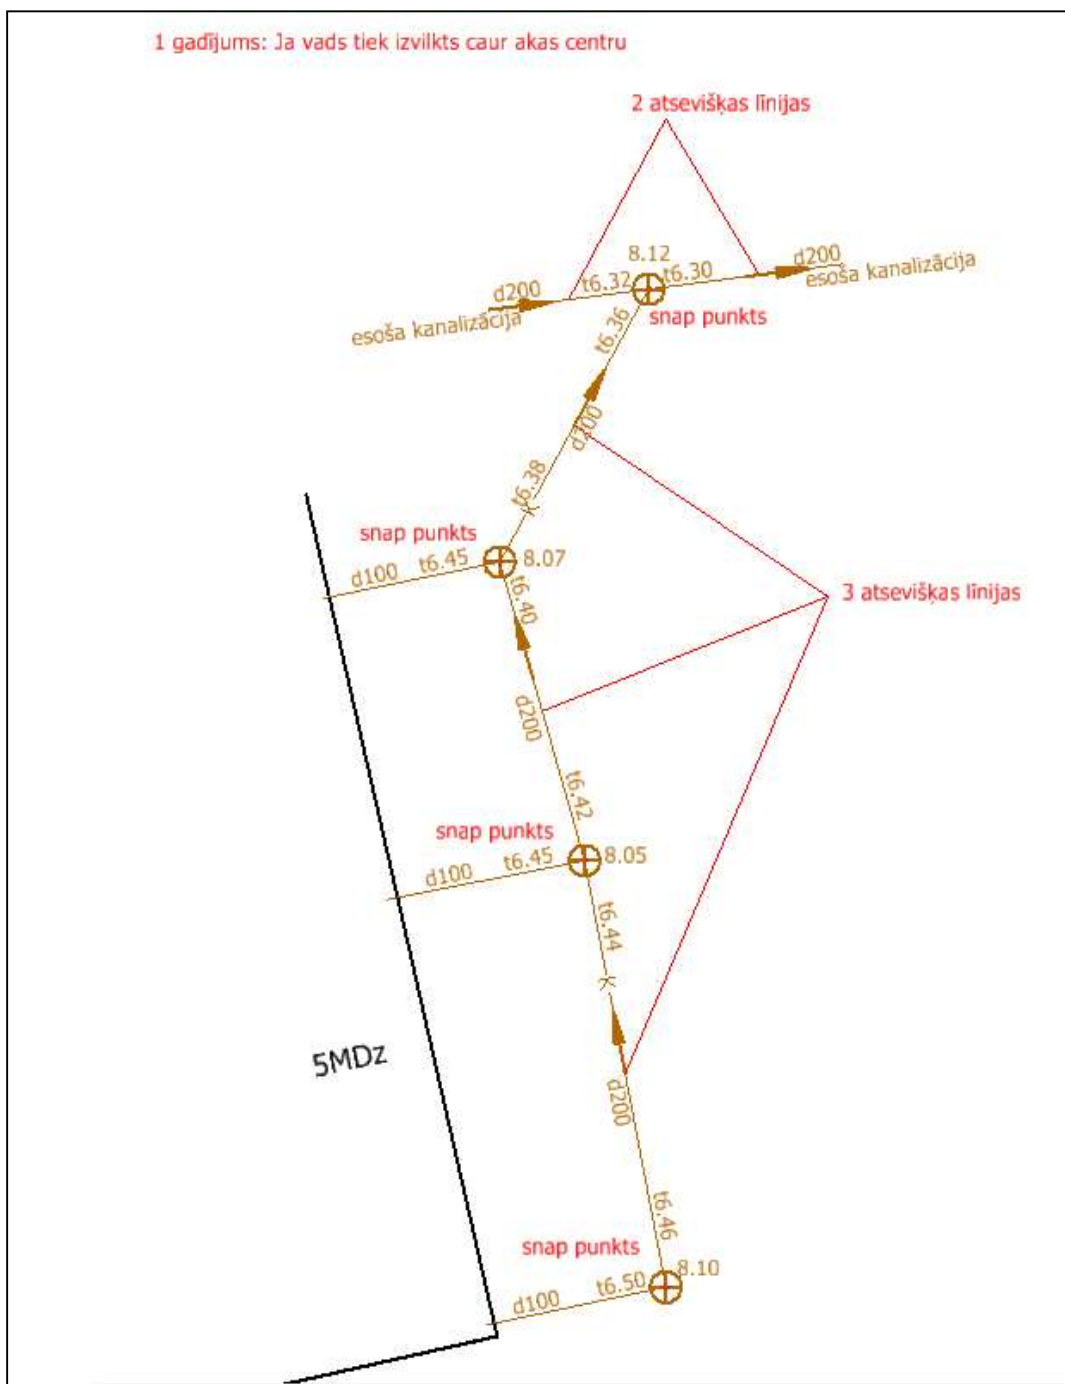 1 gadījums: Ja vads tiek izvilkts caur akas centru
2 atsevišķas līnijas
8.12
d200
t6.32
t6.30
d200
esoša kanalizācija
esoša kanalizācija
snap punkts
t6.36
d200
t6.38
K
snap punkts
d100
t6.45
8.07
t6.40
3 atsevišķas līnijas
d200
t6.42
snap punkts
d100
t6.45
8.05
t6.44
K
5MDz
d200
t6.46
snap punkts
8.10
d100
t6.50